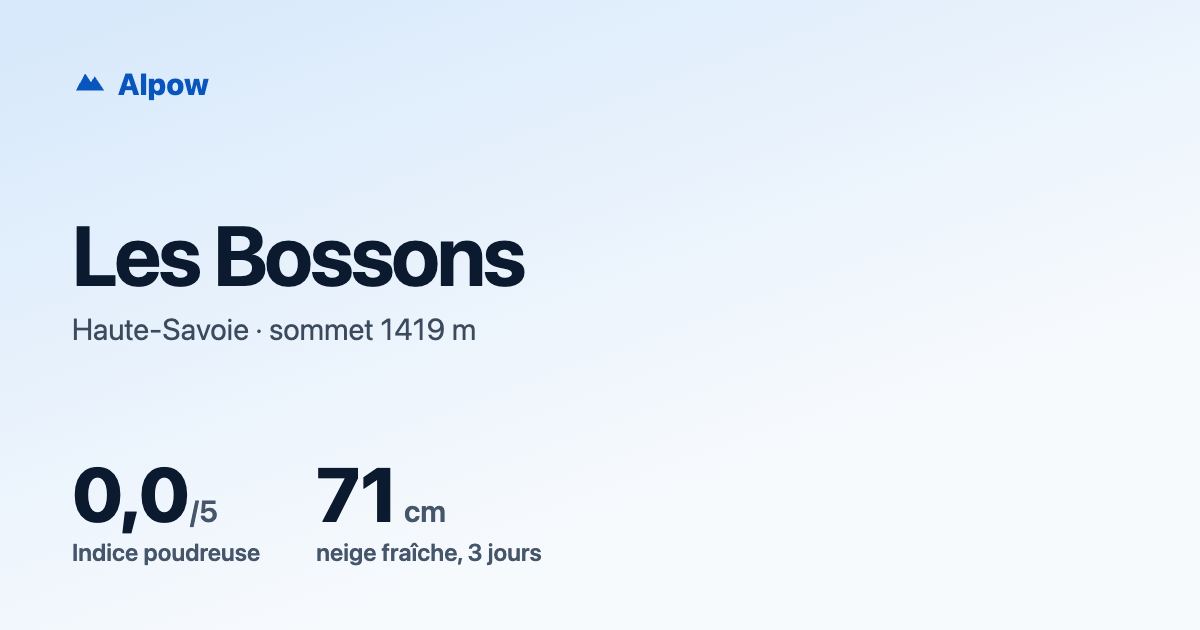 Alpow
Les Bossons
Haute-Savoie · sommet 1419 m
0,0/5
Indice poudreuse
71 cm
neige fraîche, 3 jours